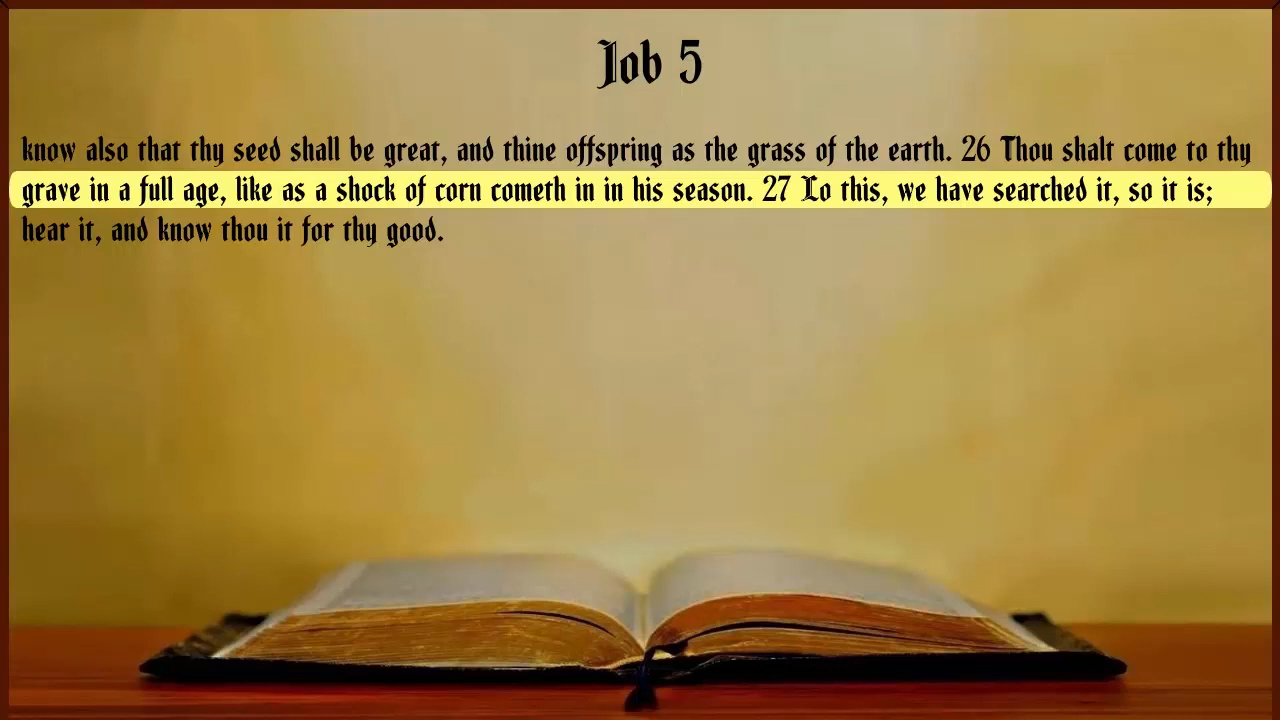 Job 5
know also that thy seed shall be great, and thine offspring as the grass of the earth. 26 Thou shalt come to thy
grave in a full age, like as a shock of corn cometh in in his season. 27 Lo this, we have searched it, so it is;
hear it, and know thou it for thy good.